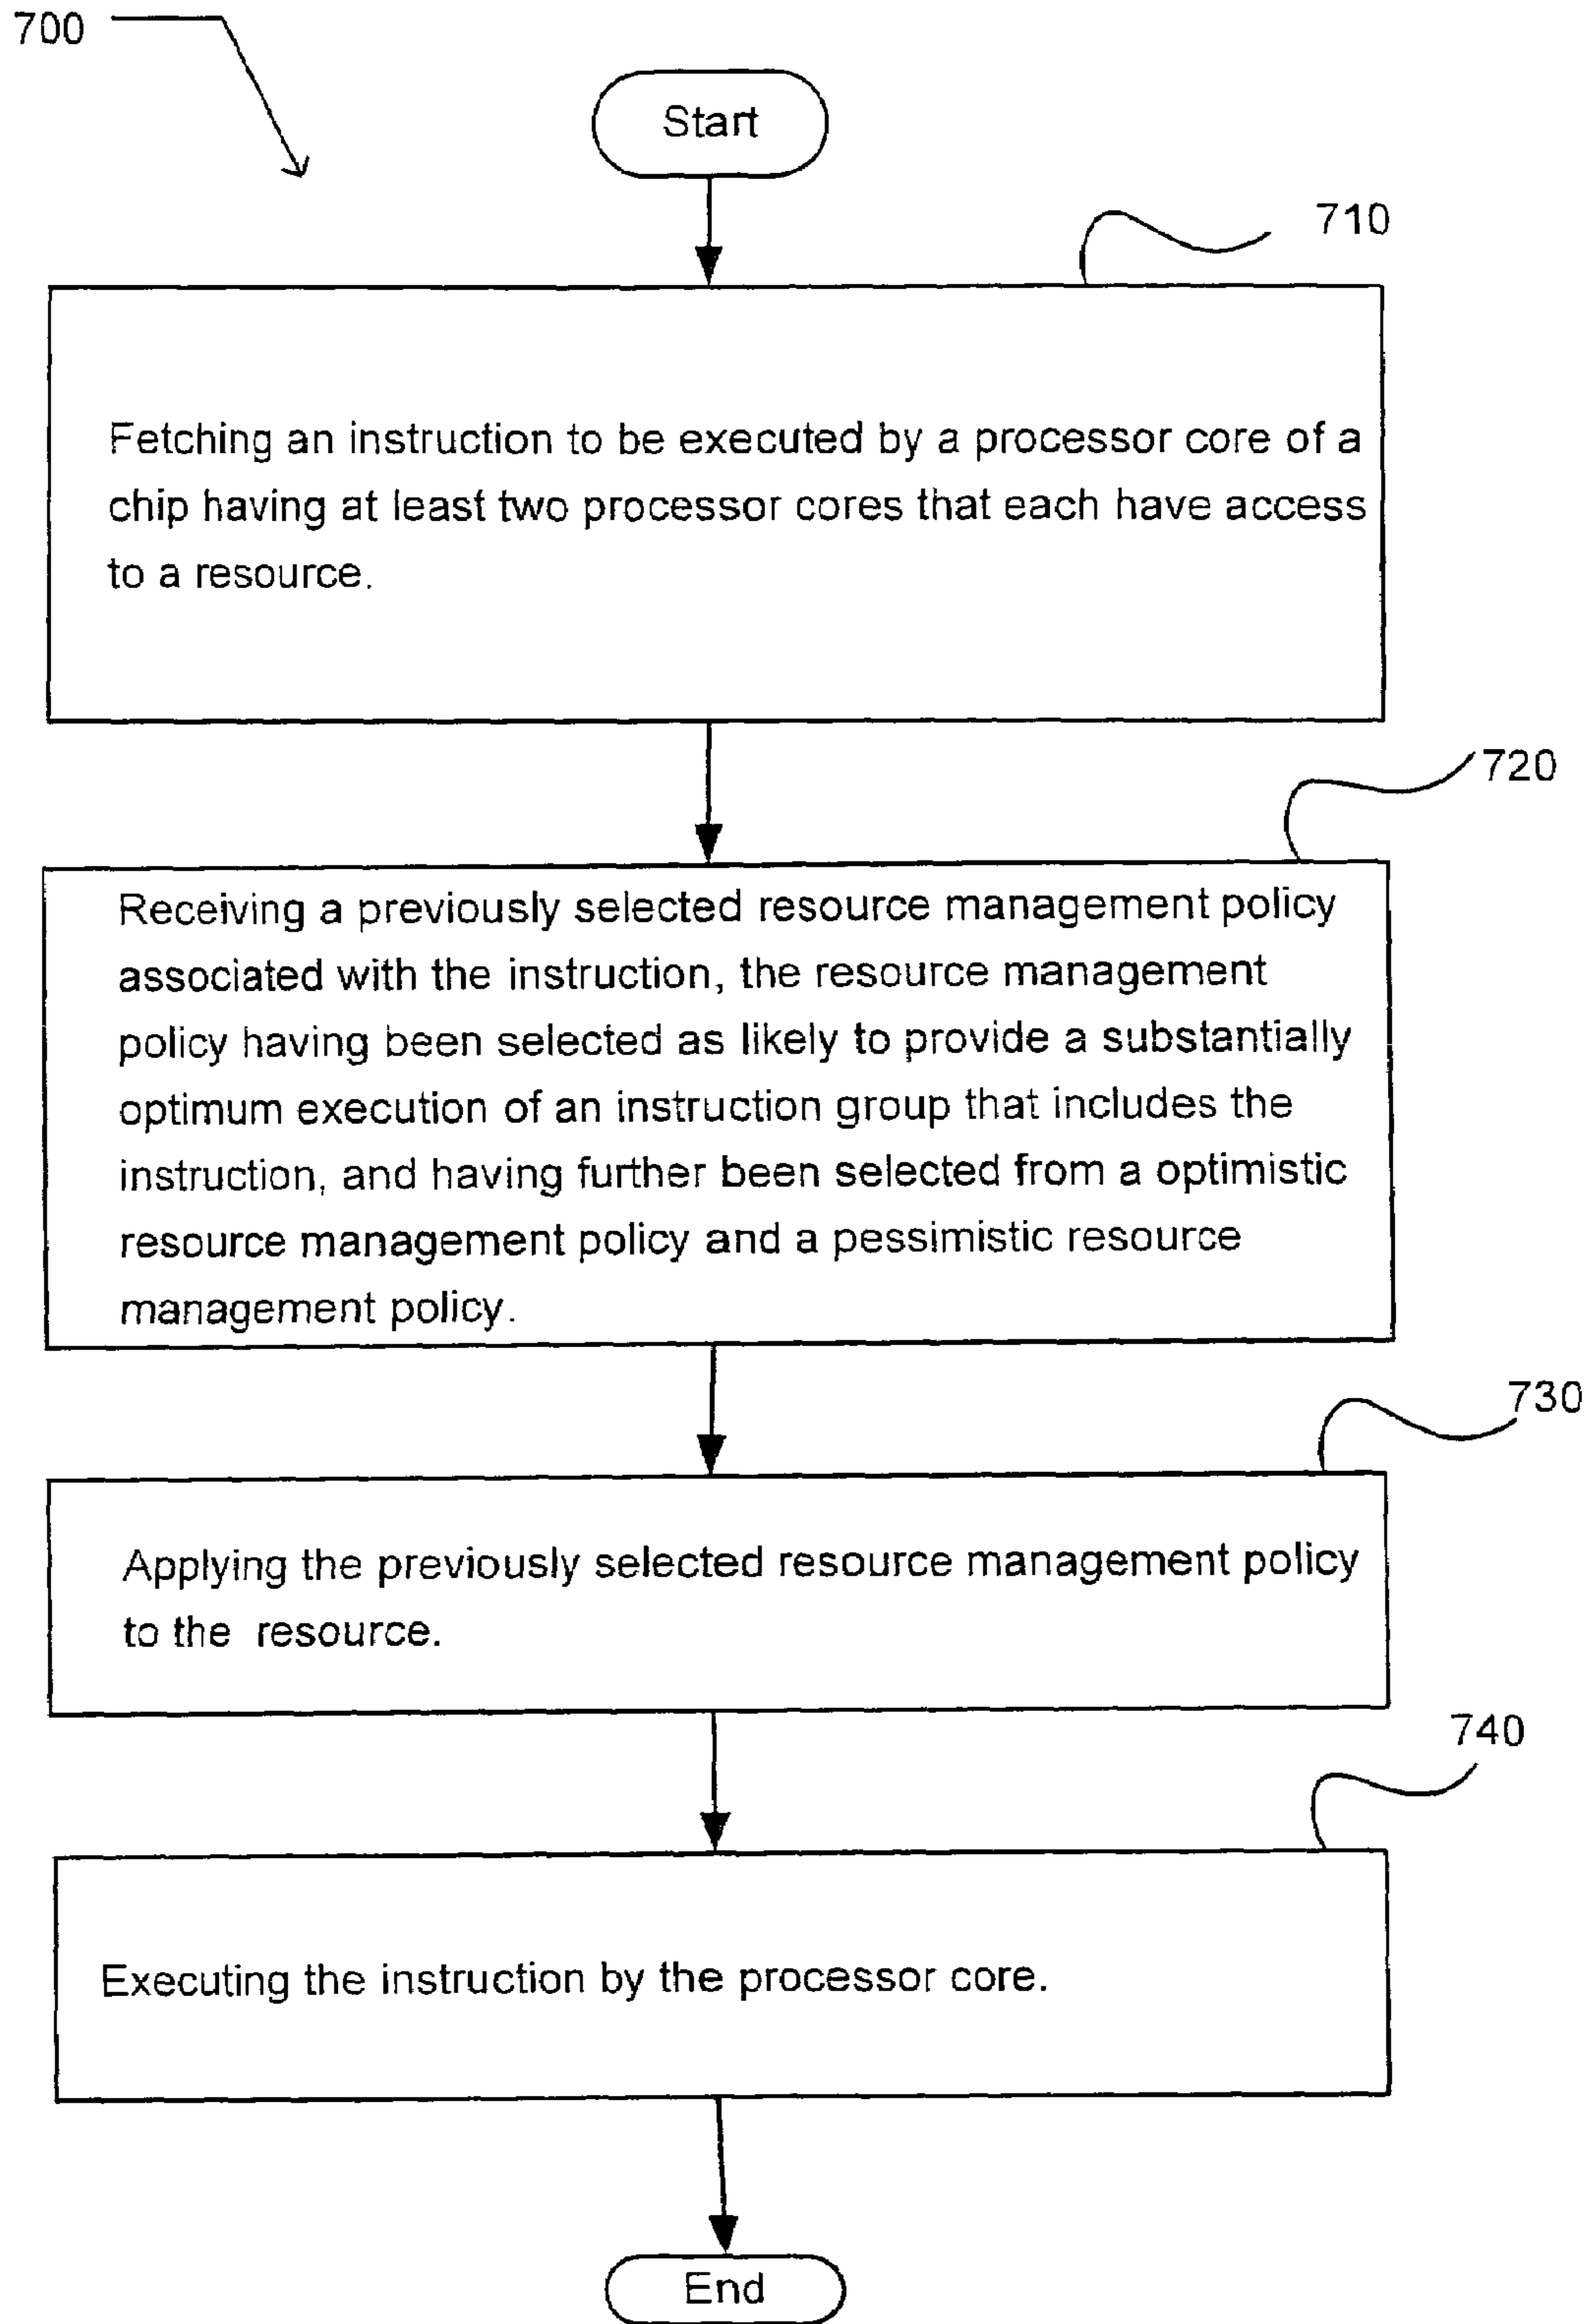 700
Start
710
Fetching an instruction to be executed by a processor core of a
chip having at least two processor cores that each have access
to a resource.
720
Receiving a previously selected resource management policy
associated with the instruction, the resource management
policy having been selected as likely to provide a substantially
optimum execution of an instruction group that includes the
instruction, and having further been selected from a optimistic
resource management policy and a pessimistic resource
management policy.
730
Applying the previously selected resource management policy
to the resource.
740
Executing the instruction by the processor core.
End